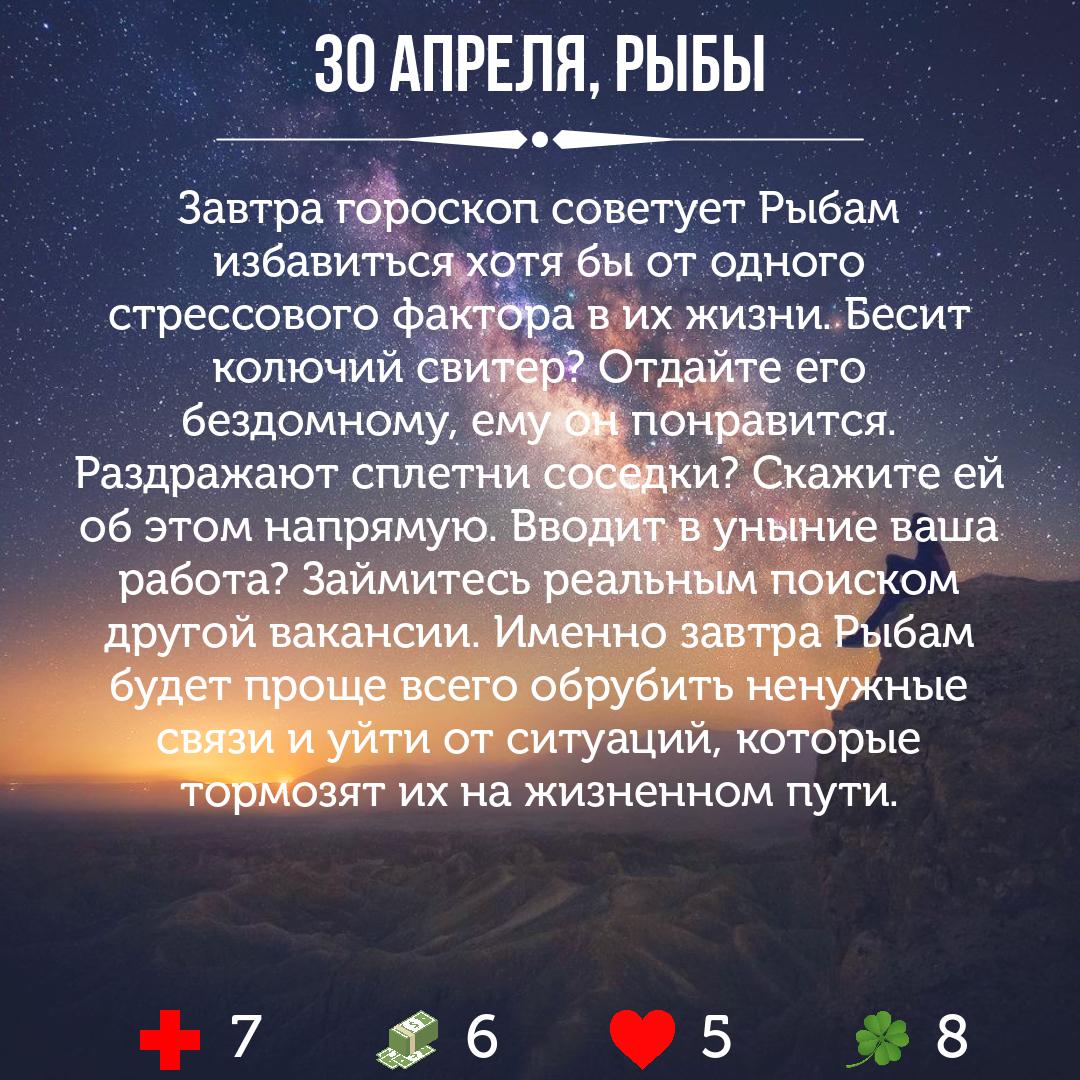 30 АПРЕЛЯ, РЫБЫ
Завтра гороскоп советует Рыбам
избавиться хотя бы от одного
стрессового фактора в их жизни. Бесит
колючий свитер? Отдайте его
бездомному, ему он понравится.
Раздражают сплетни соседки? Скажите ей
об этом напрямую. Вводит в уныние ваша
работа? Займитесь реальным поиском
другой вакансии. Именно завтра Рыбам
будет проще всего обрубить ненужные
связи и уйти от ситуаций, которые
тормозят их на жизненном пути.
7 6 5 8